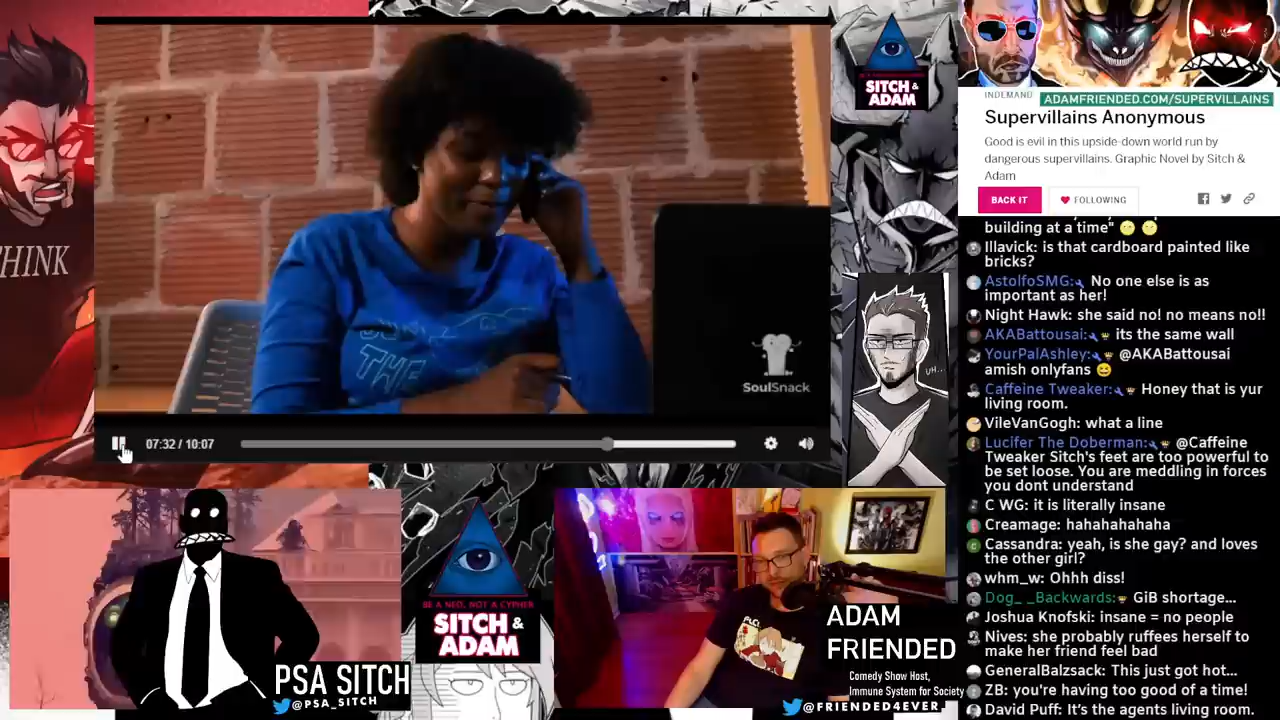 HINK
SITCH &
ADAM
SoulSnack
07:32 / 10:07
UH..
INDEMAND
ADAMFRIENDED.COM/SUPERVILLAINS
Supervillains Anonymous
Good is evil in this upside-down world run by
dangerous supervillains. Graphic Novel by Sitch &
Adam
BACK IT
FOLLOWING
building at a time"
Illavick: is that cardboard painted like
bricks?
AstolfoSMG: No one else is as
important as her!
Night Hawk: she said no! no means no!!
AKABattousai: its the same wall
YourPalAshley: @AKABattousai
amish onlyfans
Caffeine Tweaker: Honey that is yur
living room.
VileVanGogh: what a line
Lucifer The Doberman: @Caffeine
Tweaker Sitch's feet are too powerful to
be set loose. You are meddling in forces
you dont understand
C WG: it is literally insane
Creamage: hahahahahaha
Cassandra: yeah, is she gay? and loves
the other girl?
whm_w: Ohhh diss!
Dog_ _Backwards: GiB shortage...
Joshua Knofski: insane = no people
Nives: she probably ruffees herself to
make her friend feel bad
GeneralBalzsack: This just got hot...
ZB: you're having too good of a time!
David Puff: It's the agents living room.
PSA SITCH
@PSA_SITCH
BE A NEO, NOT A CYPHER
SITCH &
ADAM
ADAM
FRIENDED
Comedy Show Host,
Immune System for Society
@FRIENDED4EVER